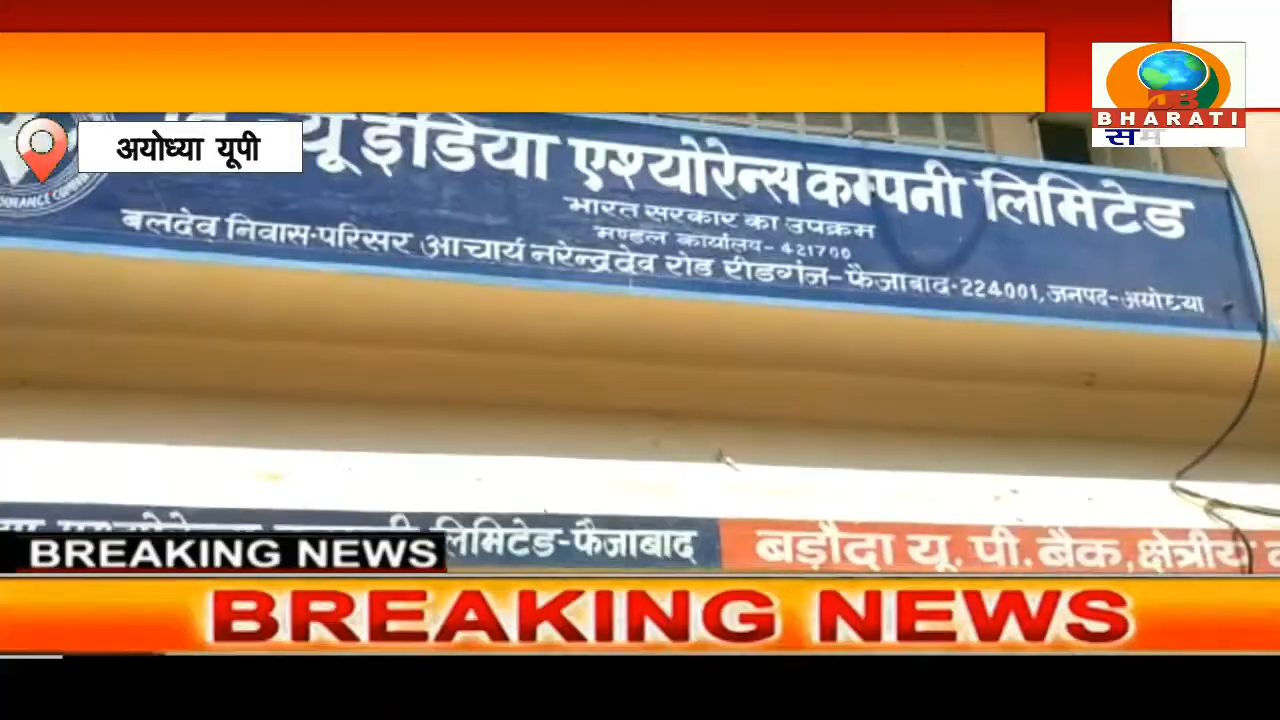 BHARATI
अयोध्या यूपी
न्यू इंडिया एश्योरेन्स कम्पनी लिमिटेड
भारत सरकार का उपक्रम
मण्डल कार्यालय- 421700
बलदेव निवास-परिसर आचार्य नरेन्द्र देव रोड रीडगंज-फैजाबाद-224001, जनपद-अयोध्या
लिमिटेड-फैजाबाद
बड़ौदा यू. पी. बैंक, क्षेत्रीय
BREAKING NEWS
BREAKING NEWS